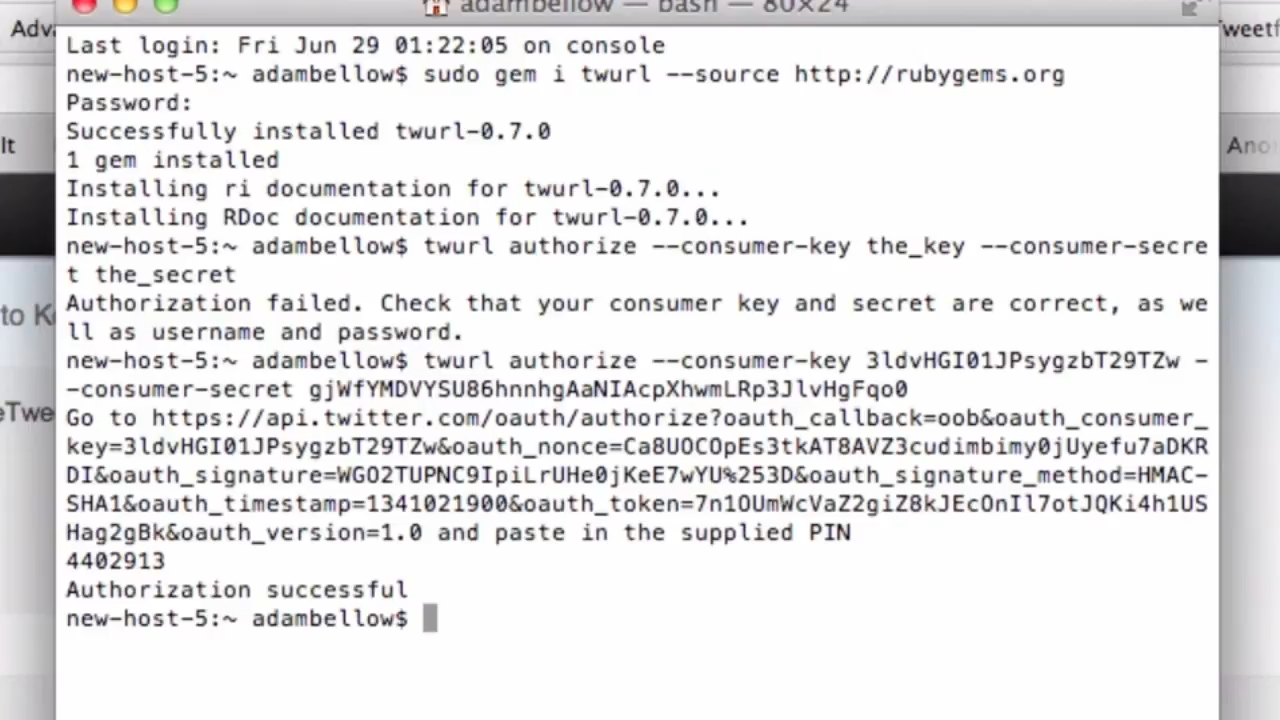 adambellow — bash — 80×24
Adva
Tweetf
Last login: Fri Jun 29 01:22:05 on console
new-host-5:~ adambellow$ sudo gem i twurl --source http://rubygems.org
Password:
Successfully installed twurl-0.7.0
lt
Ano
1 gem installed
Installing ri documentation for twurl-0.7.0...
Installing RDoc documentation for twurl-0.7.0...
new-host-5:~ adambellow$ twurl authorize --consumer-key the_key --consumer-secre
t the_secret
Authorization failed. Check that your consumer key and secret are correct, as we
to K
ll as username and password.
new-host-5:~ adambellow$ twurl authorize --consumer-key 3ldvHGI01JPsygzbT29TZw -
-consumer-secret gjWfYMDVYSU86hnnhgAaNIAcpXhwmLRp3JlvHgFqo0
Go to https://api.twitter.com/oauth/authorize?oauth_callback=oob&oauth_consumer_
eTwe
key=3ldvHGI01JPsygzbT29TZw&oauth_nonce=Ca8UOCOpEs3tkAT8AVZ3cudimbimy0jUyefu7aDKR
DI&oauth_signature=WGO2TUPNC9IpiLrUHe0jKeE7wYU%253D&oauth_signature_method=HMAC-
SHA1&oauth_timestamp=1341021900&oauth_token=7n1OUmWcVaZ2giZ8kJEcOnIl7otJQKi4h1US
Hag2gBk&oauth_version=1.0 and paste in the supplied PIN
4402913
Authorization successful
new-host-5:~ adambellow$